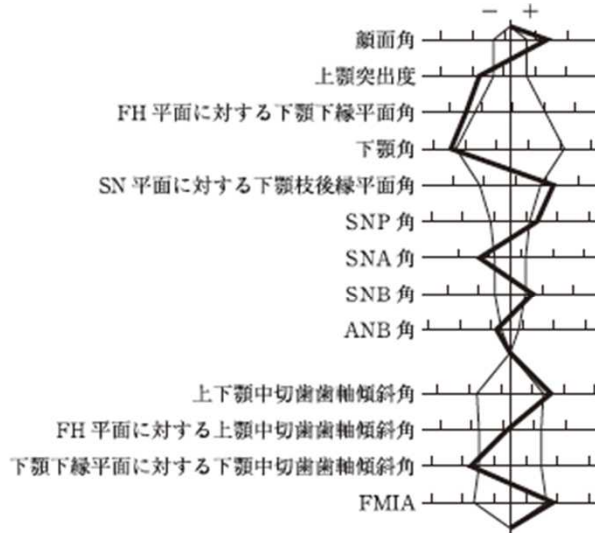 − +
顔面角
上顎突出度
FH 平面に対する下顎下縁平面角
下顎角
SN 平面に対する下顎枝後縁平面角
SNP 角
SNA 角
SNB 角
ANB 角
上下顎中切歯歯軸傾斜角
FH 平面に対する上顎中切歯歯軸傾斜角
下顎下縁平面に対する下顎中切歯歯軸傾斜角
FMIA